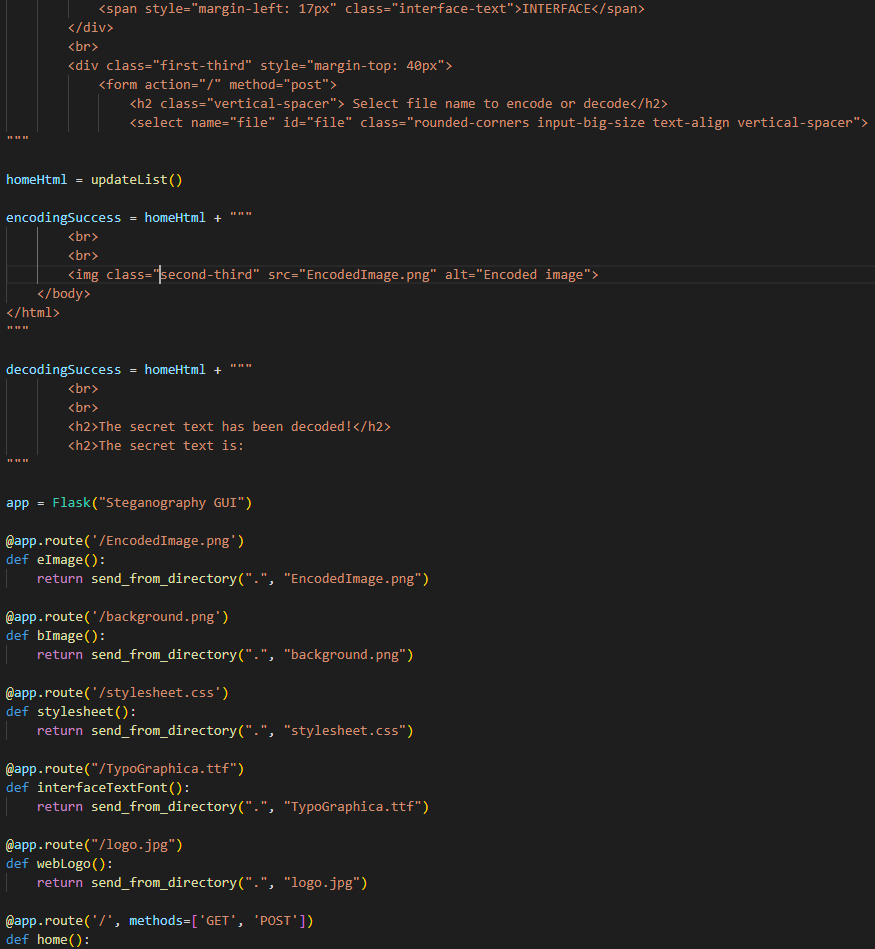 <span style="margin-left: 17px" class="interface-text">INTERFACE</span>
</div>
<br>
<div class="first-third" style="margin-top: 40px">
<form action="/" method="post">
<h2 class="vertical-spacer"> Select file name to encode or decode</h2>
<select name="file" id="file" class="rounded-corners input-big-size text-align vertical-spacer">
"""
homeHtml = updateList()
encodingSuccess = homeHtml + """
<br>
<br>
<img class="second-third" src="EncodedImage.png" alt="Encoded image">
</body>
</html>
"""
decodingSuccess = homeHtml + """
<br>
<br>
<h2>The secret text has been decoded!</h2>
<h2>The secret text is:
"""
app = Flask("Steganography GUI")
@app.route('/EncodedImage.png')
def eImage():
return send_from_directory(".", "EncodedImage.png")
@app.route('/background.png')
def bImage():
return send_from_directory(".", "background.png")
@app.route('/stylesheet.css')
def stylesheet():
return send_from_directory(".", "stylesheet.css")
@app.route("/TypoGraphica.ttf")
def interfaceTextFont():
return send_from_directory(".", "TypoGraphica.ttf")
@app.route("/logo.jpg")
def webLogo():
return send_from_directory(".", "logo.jpg")
@app.route('/', methods=['GET', 'POST'])
def home():